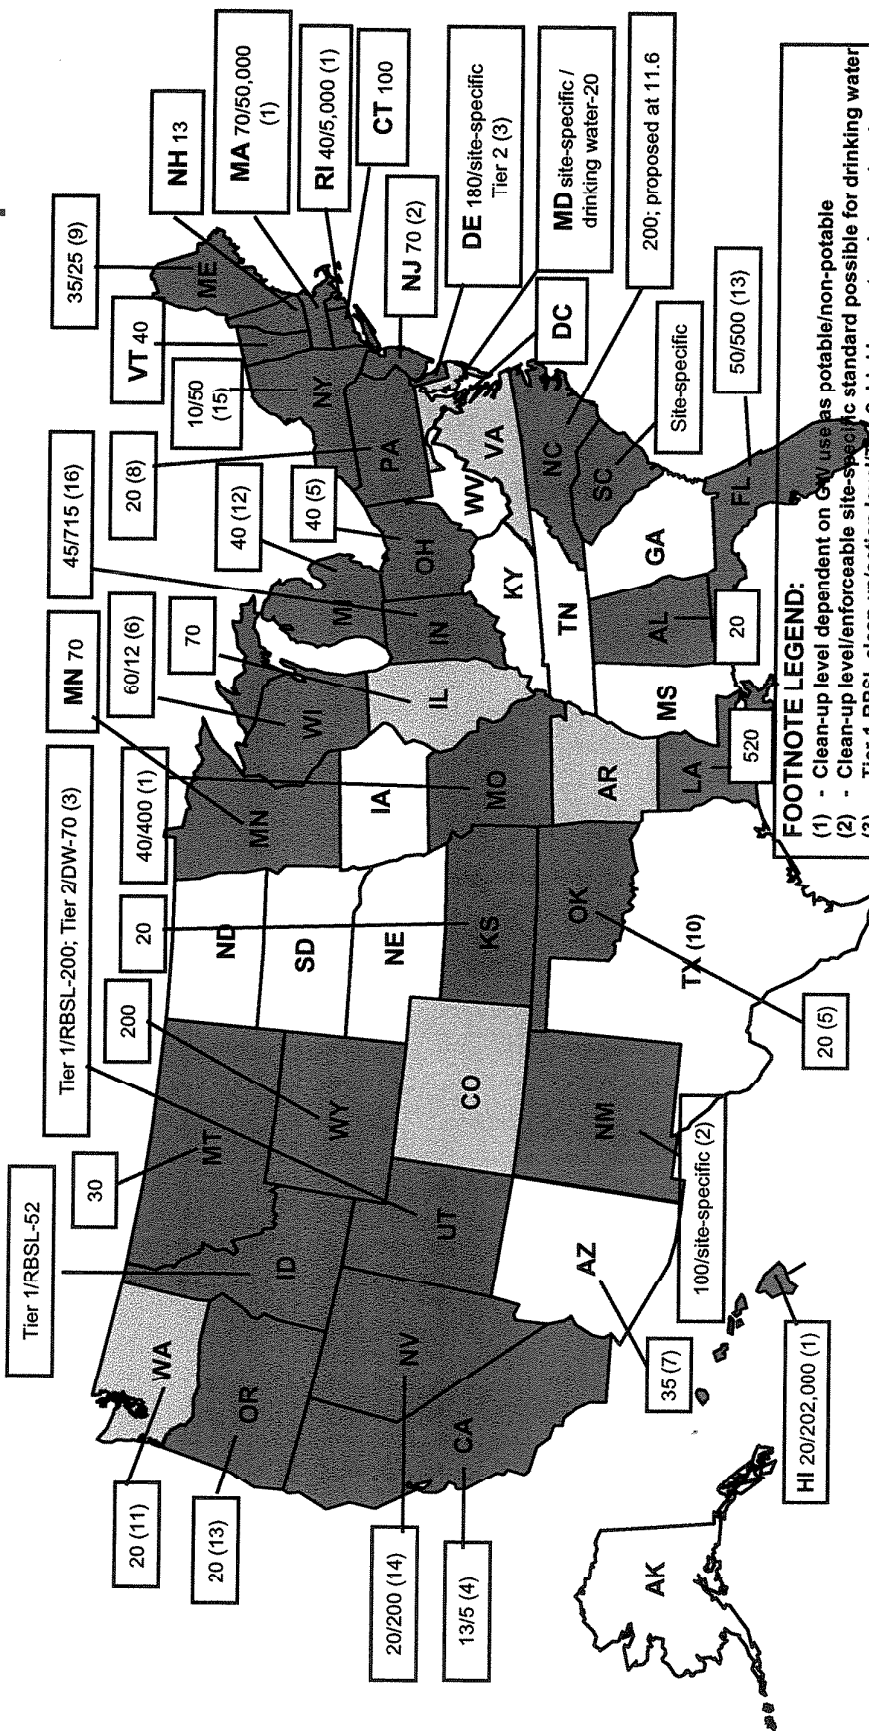 Tier 1/RBSL-52
30
200
Tier 1/RBSL-200; Tier 2/DW-70 (3)
20
40/400 (1)
MN 70
60/12 (6)
70
45/715 (16)
40 (12)
40 (5)
20 (8)
10/50
(15)
VT 40
35/25 (9)
NH 13
MA 70/50,000
(1)
RI 40/5,000 (1)
CT 100
NJ 70 (2)
DE 180/site-specific
Tier 2 (3)
MD site-specific /
drinking water-20
DC
200; proposed at 11.6
Site-specific
50/500 (13)
20
520
20 (5)
100/site-specific (2)
35 (7)
HI 20/202,000 (1)
13/5 (4)
20/200 (14)
20 (13)
20 (11)
WA
OR
CA
NV
ID
MT
WY
UT
AZ
CO
NM
ND
SD
NE
KS
OK
TX (10)
MN
IA
MO
AR
LA
WI
IL
MI
IN
OH
KY
TN
MS
AL
GA
FL
SC
NC
VA
WV
PA
NY
ME
AK
FOOTNOTE LEGEND:
(1) - Clean-up level dependent on GW use as potable/non-potable
(2) - Clean-up level/enforceable site-specific standard possible for drinking water
(3) - Tier 1 RBSL clean-up/action level/